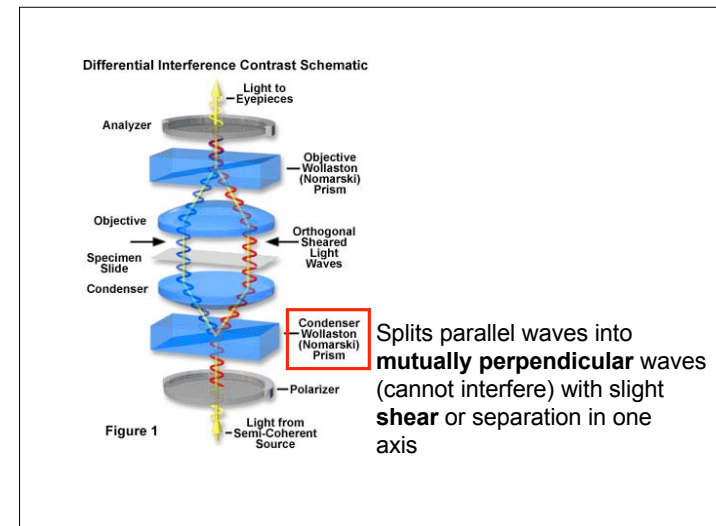 Differential Interference Contrast Schematic
Light to
Eyepieces
Analyzer
Objective
Wollaston
(Nomarski)
Prism
Objective
Orthogonal
Sheared
Light
Waves
Specimen
Slide
Condenser
Condenser
Wollaston
(Nomarski)
Prism
Splits parallel waves into
mutually perpendicular waves
(cannot interfere) with slight
shear or separation in one
axis
Polarizer
Light from
Semi-Coherent
Source
Figure 1